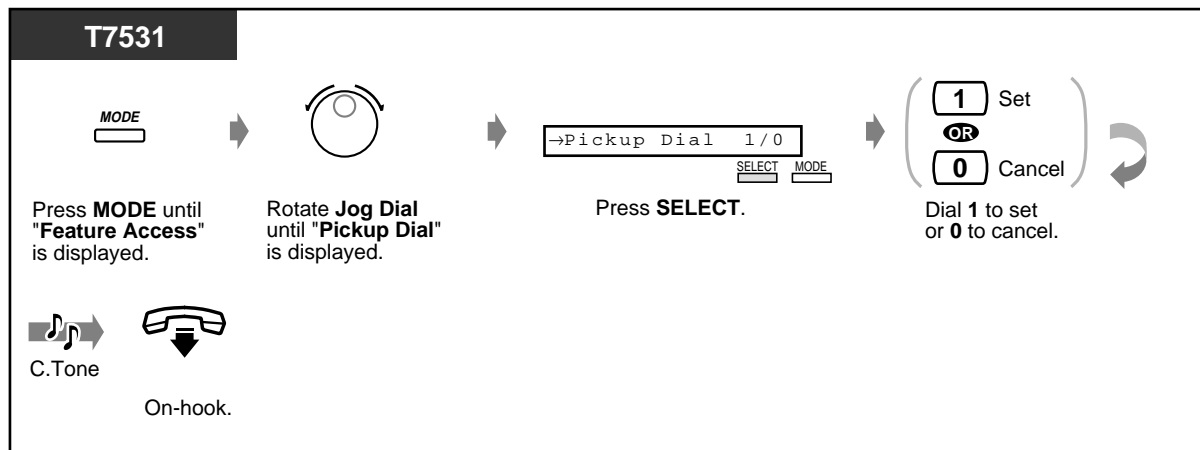 T7531
MODE
→Pickup Dial 1/0
SELECT MODE
1 Set
OR
0 Cancel
Press MODE until
"Feature Access"
is displayed.
Rotate Jog Dial
until "Pickup Dial"
is displayed.
Press SELECT.
Dial 1 to set
or 0 to cancel.
C.Tone
On-hook.